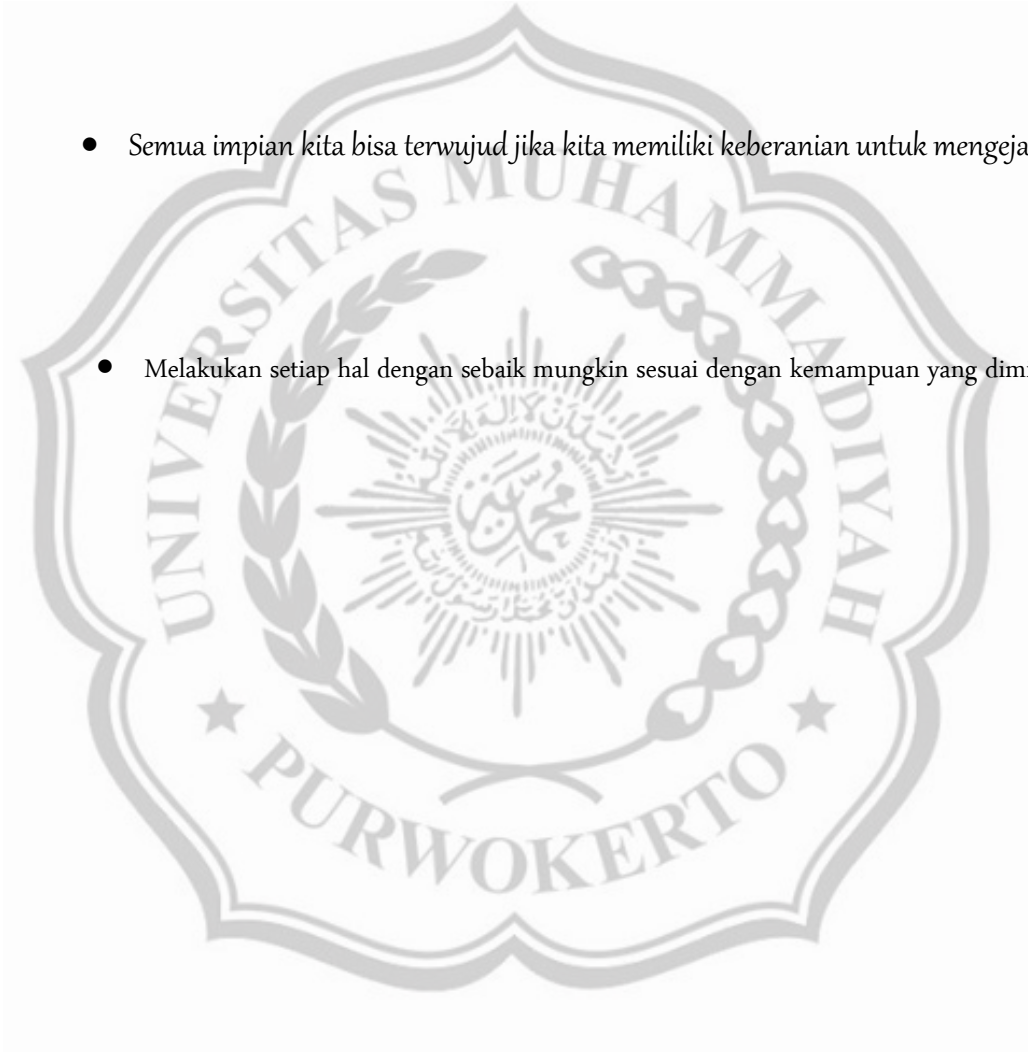 • Semua impian kita bisa terwujud jika kita memiliki keberanian untuk mengeja
• Melakukan setiap hal dengan sebaik mungkin sesuai dengan kemampuan yang
UNIVERSITAS MUHAMMADIYAH
PURWOKERTO